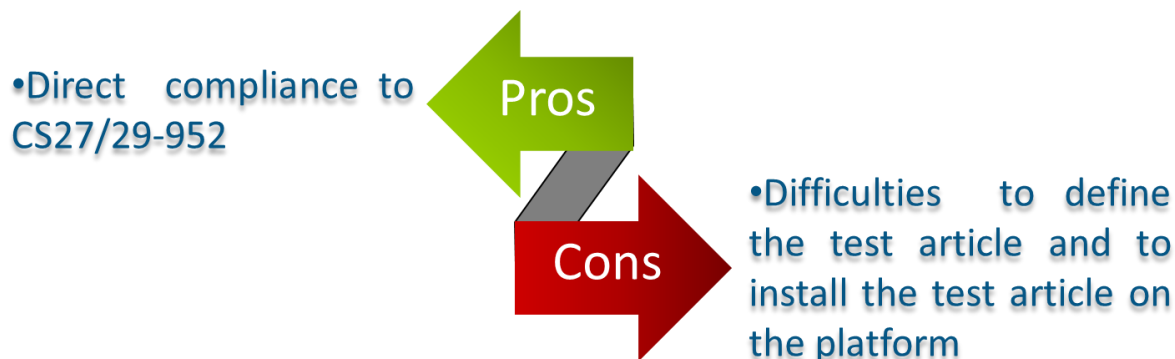 •Direct compliance to
CS27/29-952
Pros
Cons
•Difficulties to define
the test article and to
install the test article on
the platform